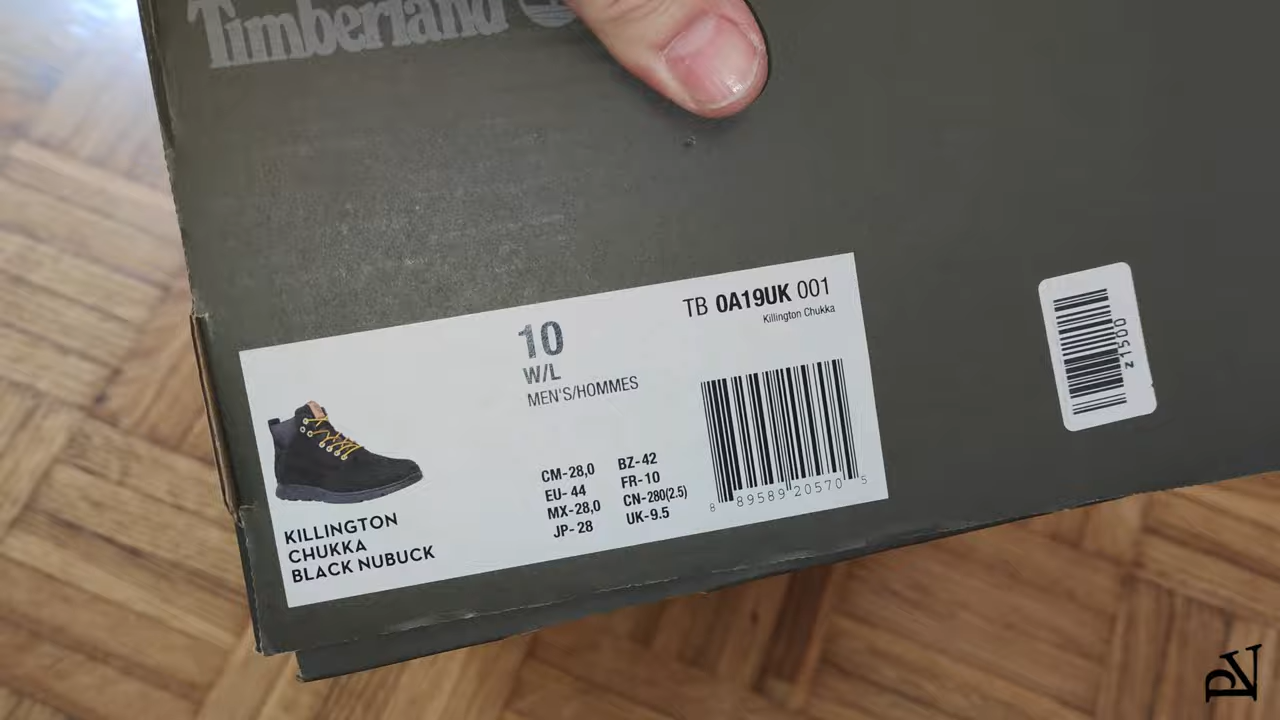 Timberland
TB 0A19UK 001
Killington Chukka
10
W/L
MEN'S/HOMMES
CM-28,0 BZ-42
EU- 44 FR-10
MX-28,0 CN-280(2.5)
JP- 28 UK-9.5
8 89589 20570 5
KILLINGTON
CHUKKA
BLACK NUBUCK
z1500
PV